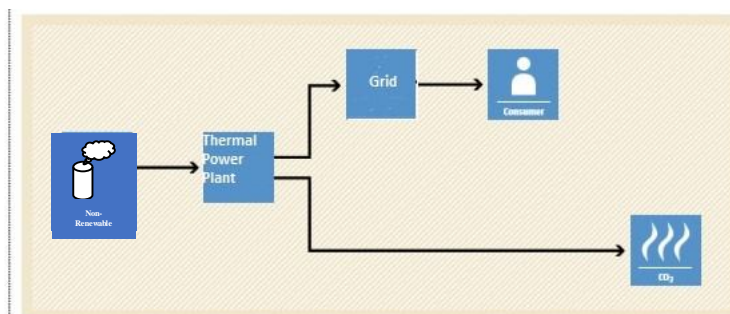 Grid
Consumer
Thermal
Power
Plant
Non-
Renewable
CO₂